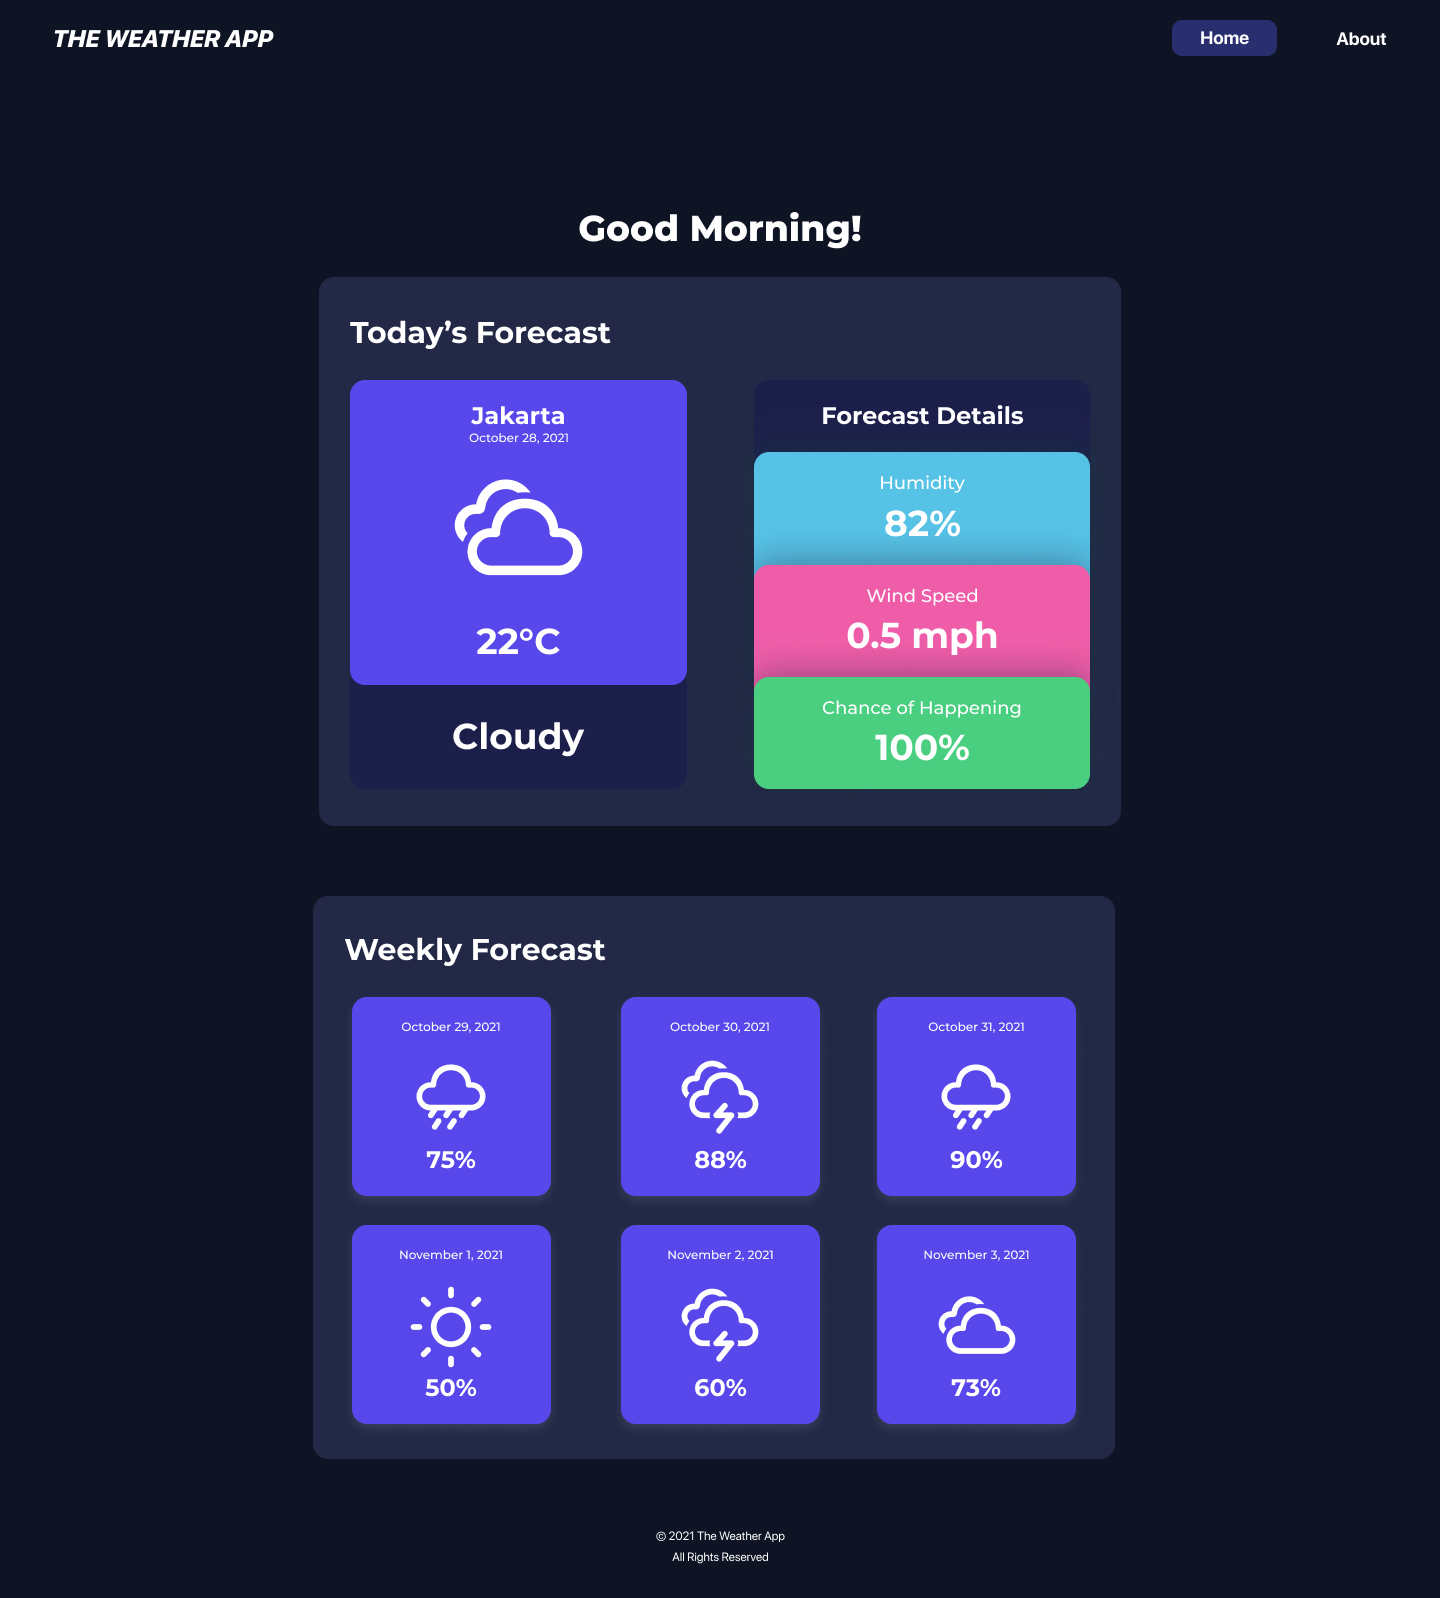 THE WEATHER APP
Home
About
Good Morning!
Today’s Forecast
Jakarta
October 28, 2021
22°C
Cloudy
Forecast Details
Humidity
82%
Wind Speed
0.5 mph
Chance of Happening
100%
Weekly Forecast
October 29, 2021
75%
October 30, 2021
88%
October 31, 2021
90%
November 1, 2021
50%
November 2, 2021
60%
November 3, 2021
73%
© 2021 The Weather App
All Rights Reserved